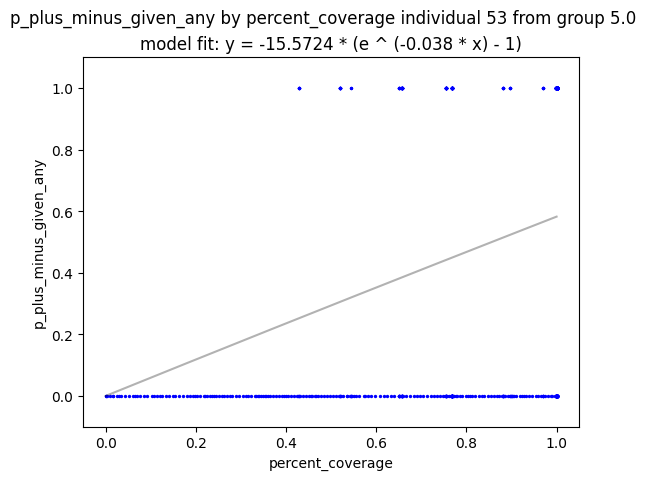 p_plus_minus_given_any by percent_coverage individual 53 from group 5.0
model fit: y = -15.5724 * (e ^ (-0.038 * x) - 1)
1.0
0.8
0.6
0.4
0.2
0.0
p_plus_minus_given_any
0.0 0.2 0.4 0.6 0.8 1.0
percent_coverage